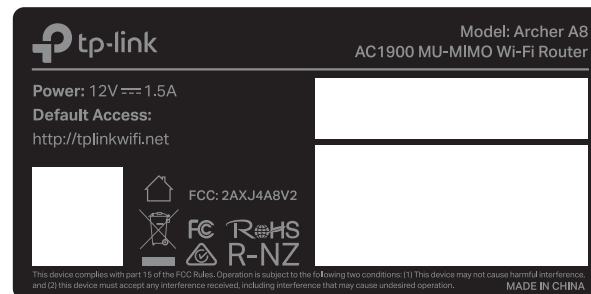 tp-link
Model: Archer A8
AC1900 MU-MIMO Wi-Fi Router
Power: 12V⎓1.5A
Default Access:
http://tplinkwifi.net
FCC: 2AXJ4A8V2
FC RoHS
R-NZ
This device complies with part 15 of the FCC Rules. Operation is subject to the following two conditions: (1) This device may not cause harmful interference,
and (2) this device must accept any interference received, including interference that may cause undesired operation.
MADE IN CHINA